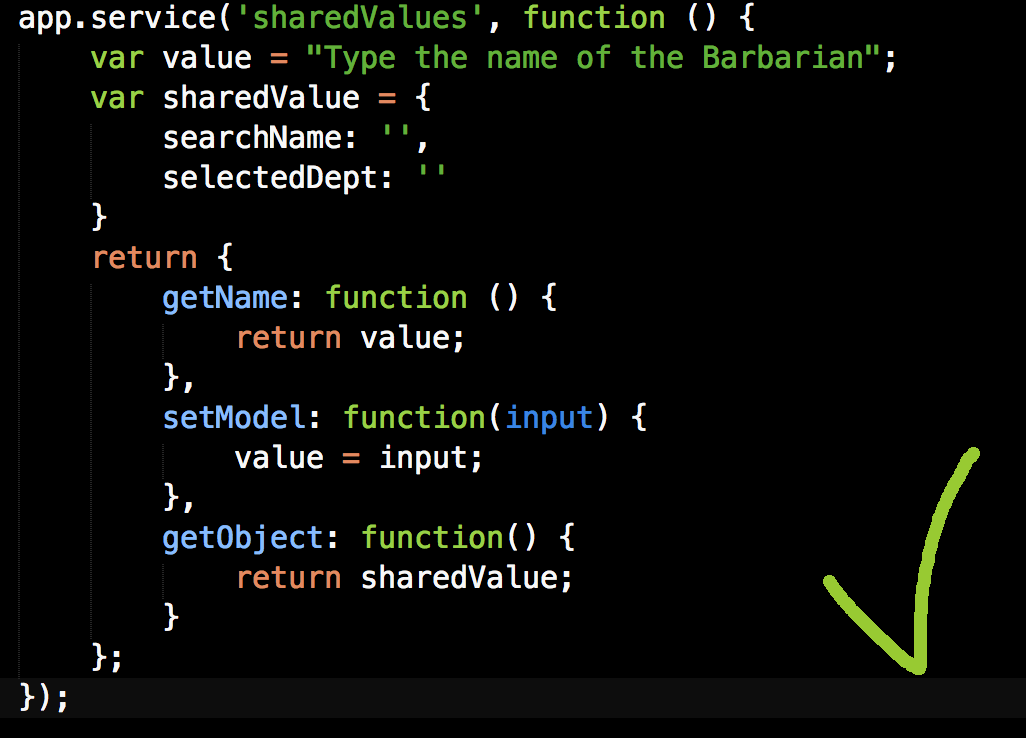 app.service('sharedValues', function () {
    var value = "Type the name of the Barbarian";
    var sharedValue = {
        searchName: '',
        selectedDept: ''
    }
    return {
        getName: function () {
            return value;
        },
        setModel: function(input) {
            value = input;
        },
        getObject: function() {
            return sharedValue;
        }
    };
});